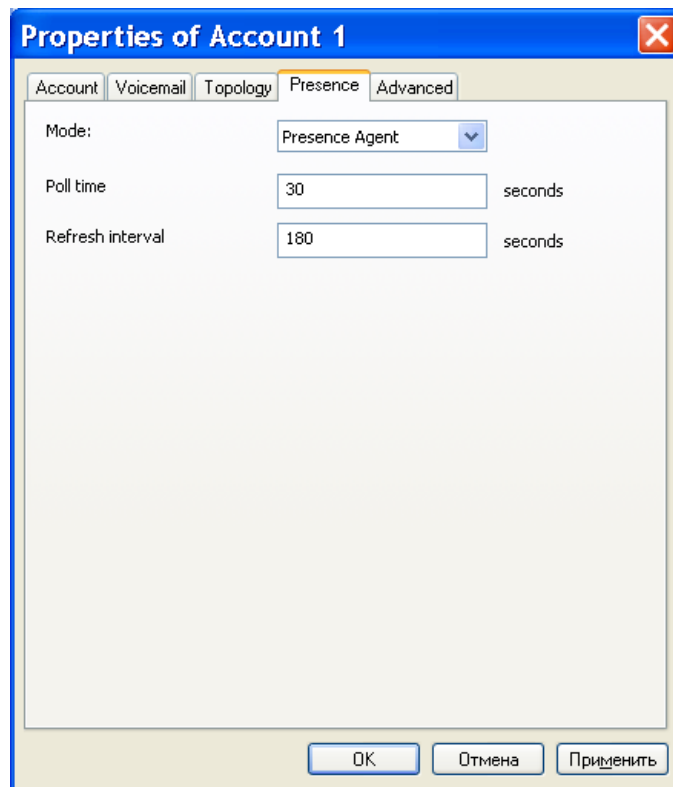 Properties of Account 1
Account Voicemail Topology Presence Advanced
Mode: Presence Agent
Poll time 30 seconds
Refresh interval 180 seconds
OK Отмена Применить